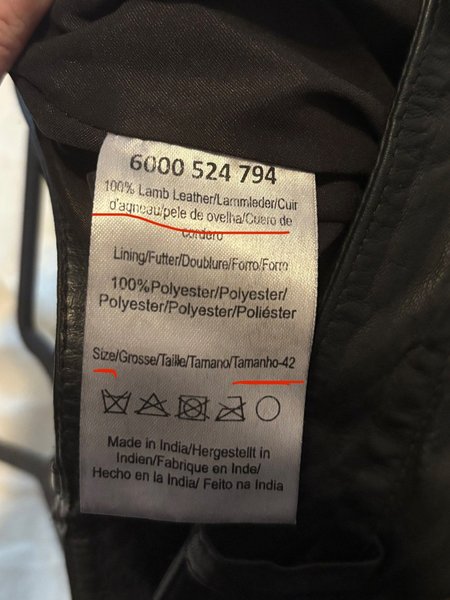 6000 524 794
100% Lamb Leather/Lammleder/Cuir
d'agneau/pele de ovelha/Cuero de
cordero
Lining/Futter/Doublure/Forro/Forro
100%Polyester/Polyester/
Polyester/Polyester/Poliéster
Size/Grosse/Taille/Tamano/Tamanho-42
Made in India/Hergestellt in
Indien/Fabrique en Inde/
Hecho en la India/ Feito na India